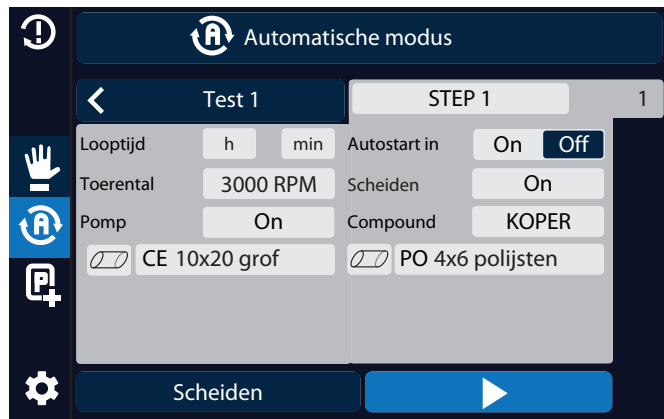 Automatische modus
Test 1
STEP 1
1
Looptijd h min
Autostart in On Off
Toerental 3000 RPM
Scheiden On
Pomp On
Compound KOPER
CE 10x20 grof
PO 4x6 polijsten
Scheiden